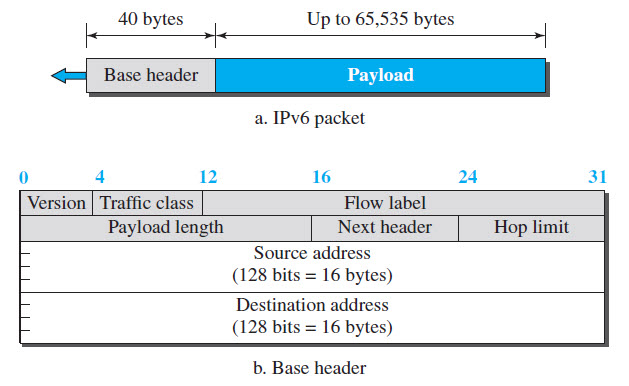 40 bytes Up to 65,535 bytes
Base header Payload
a. IPv6 packet
0 4 12 16 24 31
Version Traffic class Flow label
Payload length Next header Hop limit
Source address
(128 bits = 16 bytes)
Destination address
(128 bits = 16 bytes)
b. Base header